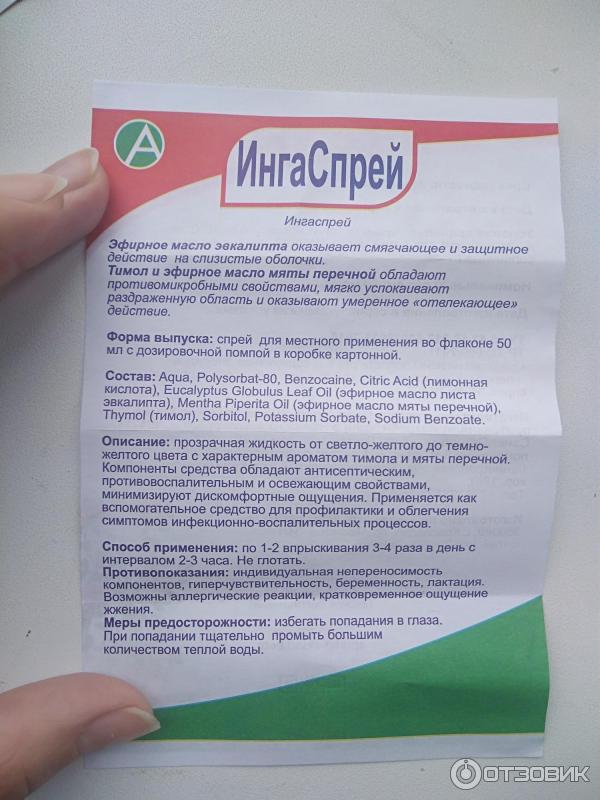 А
ИнгаСпрей
Ингаспрей
Эфирное масло эвкалипта оказывает смягчающее и защитное
действие на слизистые оболочки.
Тимол и эфирное масло мяты перечной обладают
противомикробными свойствами, мягко успокаивают
раздраженную область и оказывают умеренное «отвлекающее»
действие.
Форма выпуска: спрей для местного применения во флаконе 50
мл с дозировочной помпой в коробке картонной.
Состав: Aqua, Polysorbat-80, Benzocaine, Citric Acid (лимонная
кислота), Eucalyptus Globulus Leaf Oil (эфирное масло листа
эвкалипта), Mentha Piperita Oil (эфирное масло мяты перечной),
Thymol (тимол), Sorbitol, Potassium Sorbate, Sodium Benzoate.
Описание: прозрачная жидкость от светло-желтого до темно-
желтого цвета с характерным ароматом тимола и мяты перечной.
Компоненты средства обладают антисептическим,
противовоспалительным и освежающим свойствами,
минимизируют дискомфортные ощущения. Применяется как
вспомогательное средство для профилактики и облегчения
симптомов инфекционно-воспалительных процессов.
Способ применения: по 1-2 впрыскивания 3-4 раза в день с
интервалом 2-3 часа. Не глотать.
Противопоказания: индивидуальная непереносимость
компонентов, гиперчувствительность, беременность, лактация.
Возможны аллергические реакции, кратковременное ощущение
жжения.
Меры предосторожности: избегать попадания в глаза.
При попадании тщательно промыть большим
количеством теплой воды.
ОТЗОВИК